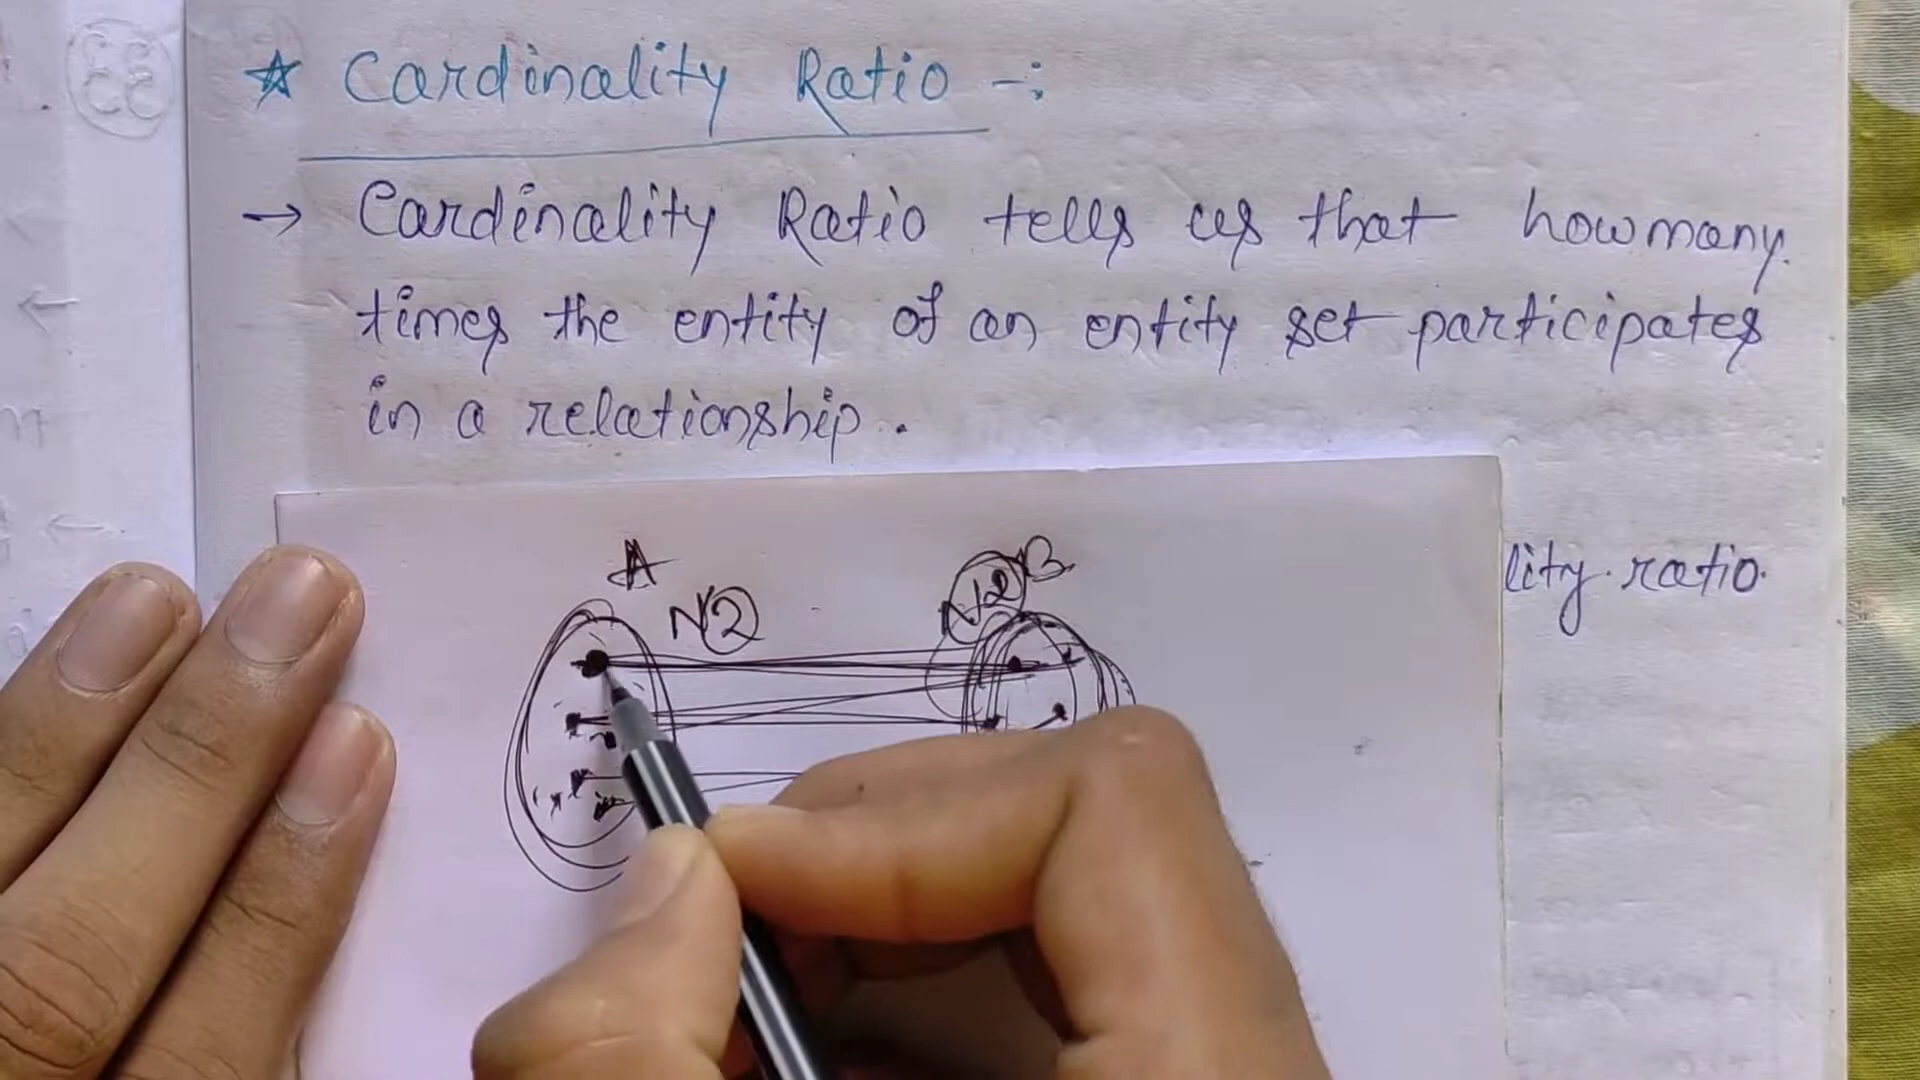 ☆ Cardinality Ratio -:
→ Cardinality Ratio tells us that howmany
times the entity of an entity set participates
in a relationship.
lity ratio.
A
B
N2
N2